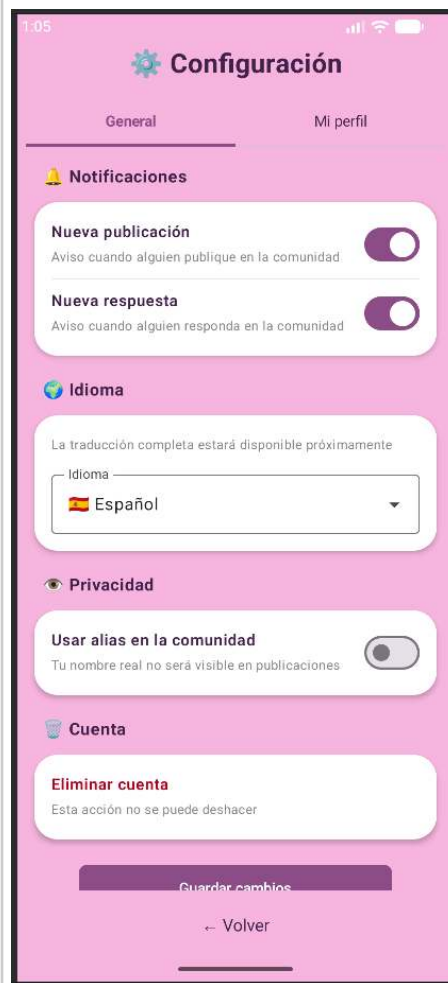 1:05
⚙️ Configuración
General
Mi perfil
🔔 Notificaciones
Nueva publicación
Aviso cuando alguien publique en la comunidad
Nueva respuesta
Aviso cuando alguien responda en la comunidad
🌍 Idioma
La traducción completa estará disponible próximamente
Idioma
🇪🇸 Español
👁️ Privacidad
Usar alias en la comunidad
Tu nombre real no será visible en publicaciones
🗑️ Cuenta
Eliminar cuenta
Esta acción no se puede deshacer
Guardar cambios
← Volver